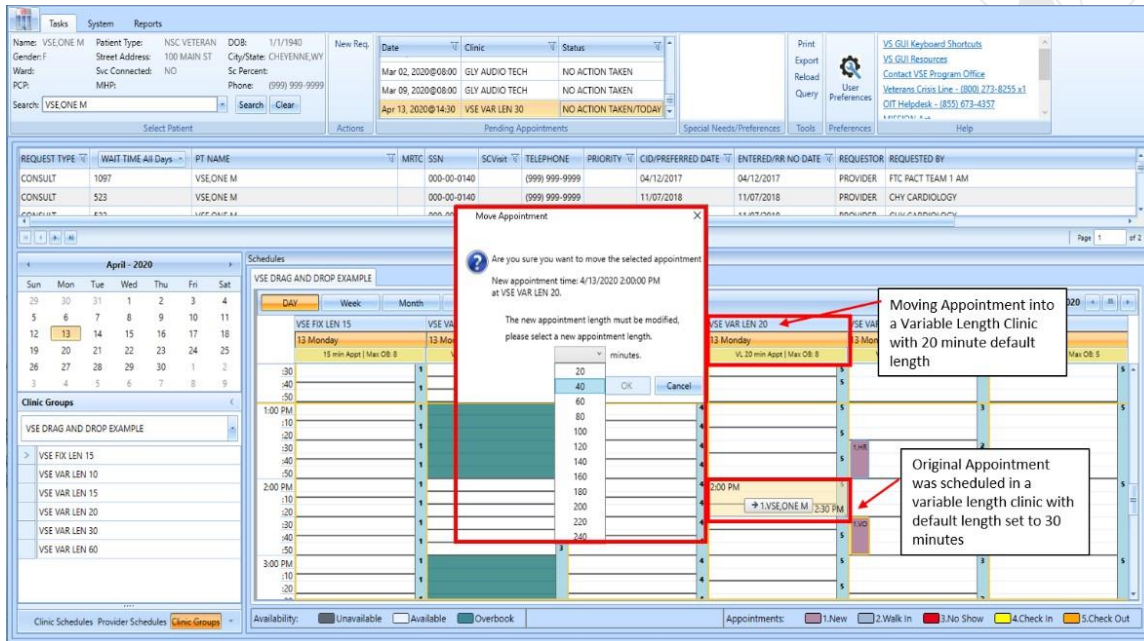 Tasks System Reports
Name: VSE,ONE M Patient Type: NSC VETERAN DOB: 1/1/1940
Gender: F Street Address: 100 MAIN ST City/State: CHEYENNE,WY
Ward: Svc Connected: NO Sc Percent:
PCP: MHP: Phone: (999) 999-9999
Search: VSE,ONE M Search Clear
Select Patient
New Req.
Actions
Date Clinic Status
Mar 02, 2020@08:00 GLY AUDIO TECH NO ACTION TAKEN
Mar 09, 2020@08:00 GLY AUDIO TECH NO ACTION TAKEN
Apr 13, 2020@14:30 VSE VAR LEN 30 NO ACTION TAKEN/TODAY
Pending Appointments
Special Needs/Preferences
Print
Export
Reload
Query
Tools
User
Preferences
Preferences
VS GUI Keyboard Shortcuts
VS GUI Resources
Contact VSE Program Office
Veterans Crisis Line - (800) 273-8255 x1
OIT Helpdesk - (855) 673-4357
MISSION Act
Help
REQUEST TYPE WAIT TIME All Days PT NAME MRTC SSN SCVisit TELEPHONE PRIORITY CID/PREFERRED DATE ENTERED/RR NO DATE REQUESTOR REQUESTED BY
CONSULT 1097 VSE,ONE M 000-00-0140 (999) 999-9999 04/12/2017 04/12/2017 PROVIDER FTC PACT TEAM 1 AM
CONSULT 523 VSE,ONE M 000-00-0140 (999) 999-9999 11/07/2018 11/07/2018 PROVIDER CHY CARDIOLOGY
Page 1 of 2
April - 2020
Sun Mon Tue Wed Thu Fri Sat
29 30 31 1 2 3 4
5 6 7 8 9 10 11
12 13 14 15 16 17 18
19 20 21 22 23 24 25
26 27 28 29 30 1 2
3 4 5 6 7 8 9
Clinic Groups
VSE DRAG AND DROP EXAMPLE
VSE FIX LEN 15
VSE VAR LEN 10
VSE VAR LEN 15
VSE VAR LEN 20
VSE VAR LEN 30
VSE VAR LEN 60
Clinic Schedules Provider Schedules Clinic Groups
Schedules
VSE DRAG AND DROP EXAMPLE
DAY Week Month
VSE FIX LEN 15
13 Monday
15 min Appt | Max OB: 8
VSE VAR LEN 20
13 Monday
VL 20 min Appt | Max OB: 8
:30
:40
:50
1:00 PM
:10
:20
:30
:40
:50
2:00 PM
:10
:20
:30
:40
:50
3:00 PM
:10
:20
2:00 PM
1.VSE,ONE M 2:30 PM
Move Appointment
Are you sure you want to move the selected appointment
New appointment time: 4/13/2020 2:00:00 PM
at VSE VAR LEN 20.
The new appointment length must be modified,
please select a new appointment length.
minutes.
OK Cancel
20
40
60
80
100
120
140
160
180
200
220
240
Moving Appointment into
a Variable Length Clinic
with 20 minute default
length
Original Appointment
was scheduled in a
variable length clinic with
default length set to 30
minutes
Availability: Unavailable Available Overbook Appointments: 1.New 2.Walk In 3.No Show 4.Check In 5.Check Out